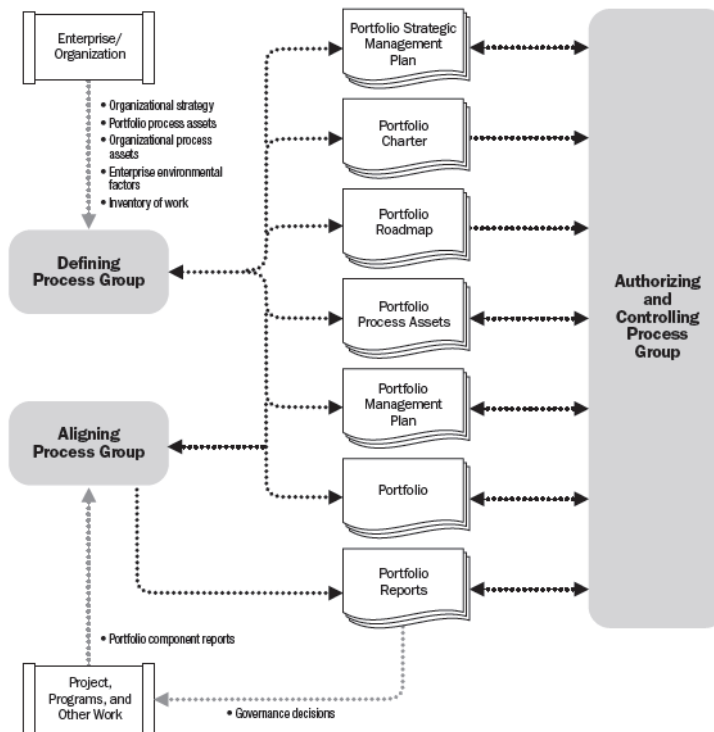 Enterprise/
Organization
• Organizational strategy
• Portfolio process assets
• Organizational process
assets
• Enterprise environmental
factors
• Inventory of work
Defining
Process Group
Aligning
Process Group
• Portfolio component reports
Project,
Programs, and
Other Work
Portfolio Strategic
Management
Plan
Portfolio
Charter
Portfolio
Roadmap
Portfolio
Process Assets
Portfolio
Management
Plan
Portfolio
Portfolio
Reports
• Governance decisions
Authorizing
and
Controlling
Process
Group